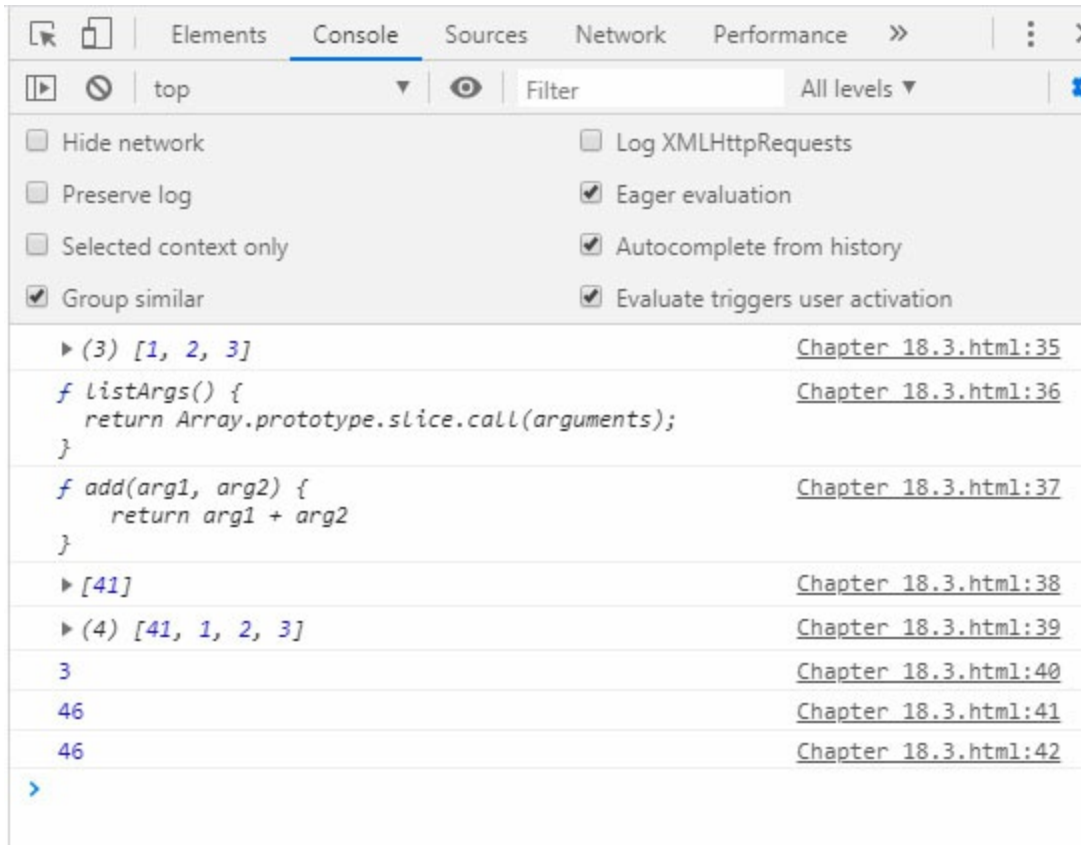 Elements Console Sources Network Performance »
top ▼ Filter All levels ▼
Hide network Log XMLHttpRequests
Preserve log Eager evaluation
Selected context only Autocomplete from history
Group similar Evaluate triggers user activation
▶ (3) [1, 2, 3] Chapter 18.3.html:35
ƒ listArgs() { Chapter 18.3.html:36
return Array.prototype.slice.call(arguments);
}
ƒ add(arg1, arg2) { Chapter 18.3.html:37
return arg1 + arg2
}
▶ [41] Chapter 18.3.html:38
▶ (4) [41, 1, 2, 3] Chapter 18.3.html:39
3 Chapter 18.3.html:40
46 Chapter 18.3.html:41
46 Chapter 18.3.html:42
>